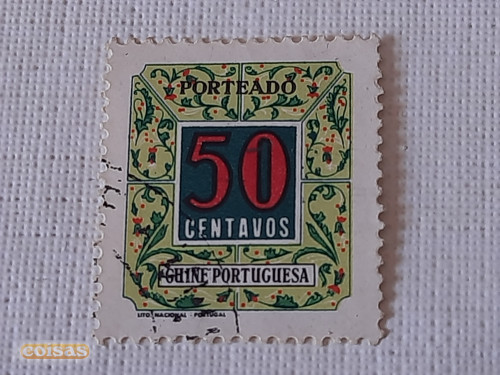 PORTEADO
50
CENTAVOS
GUINÉ PORTUGUESA
LITO NACIONAL - PORTUGAL
coisas